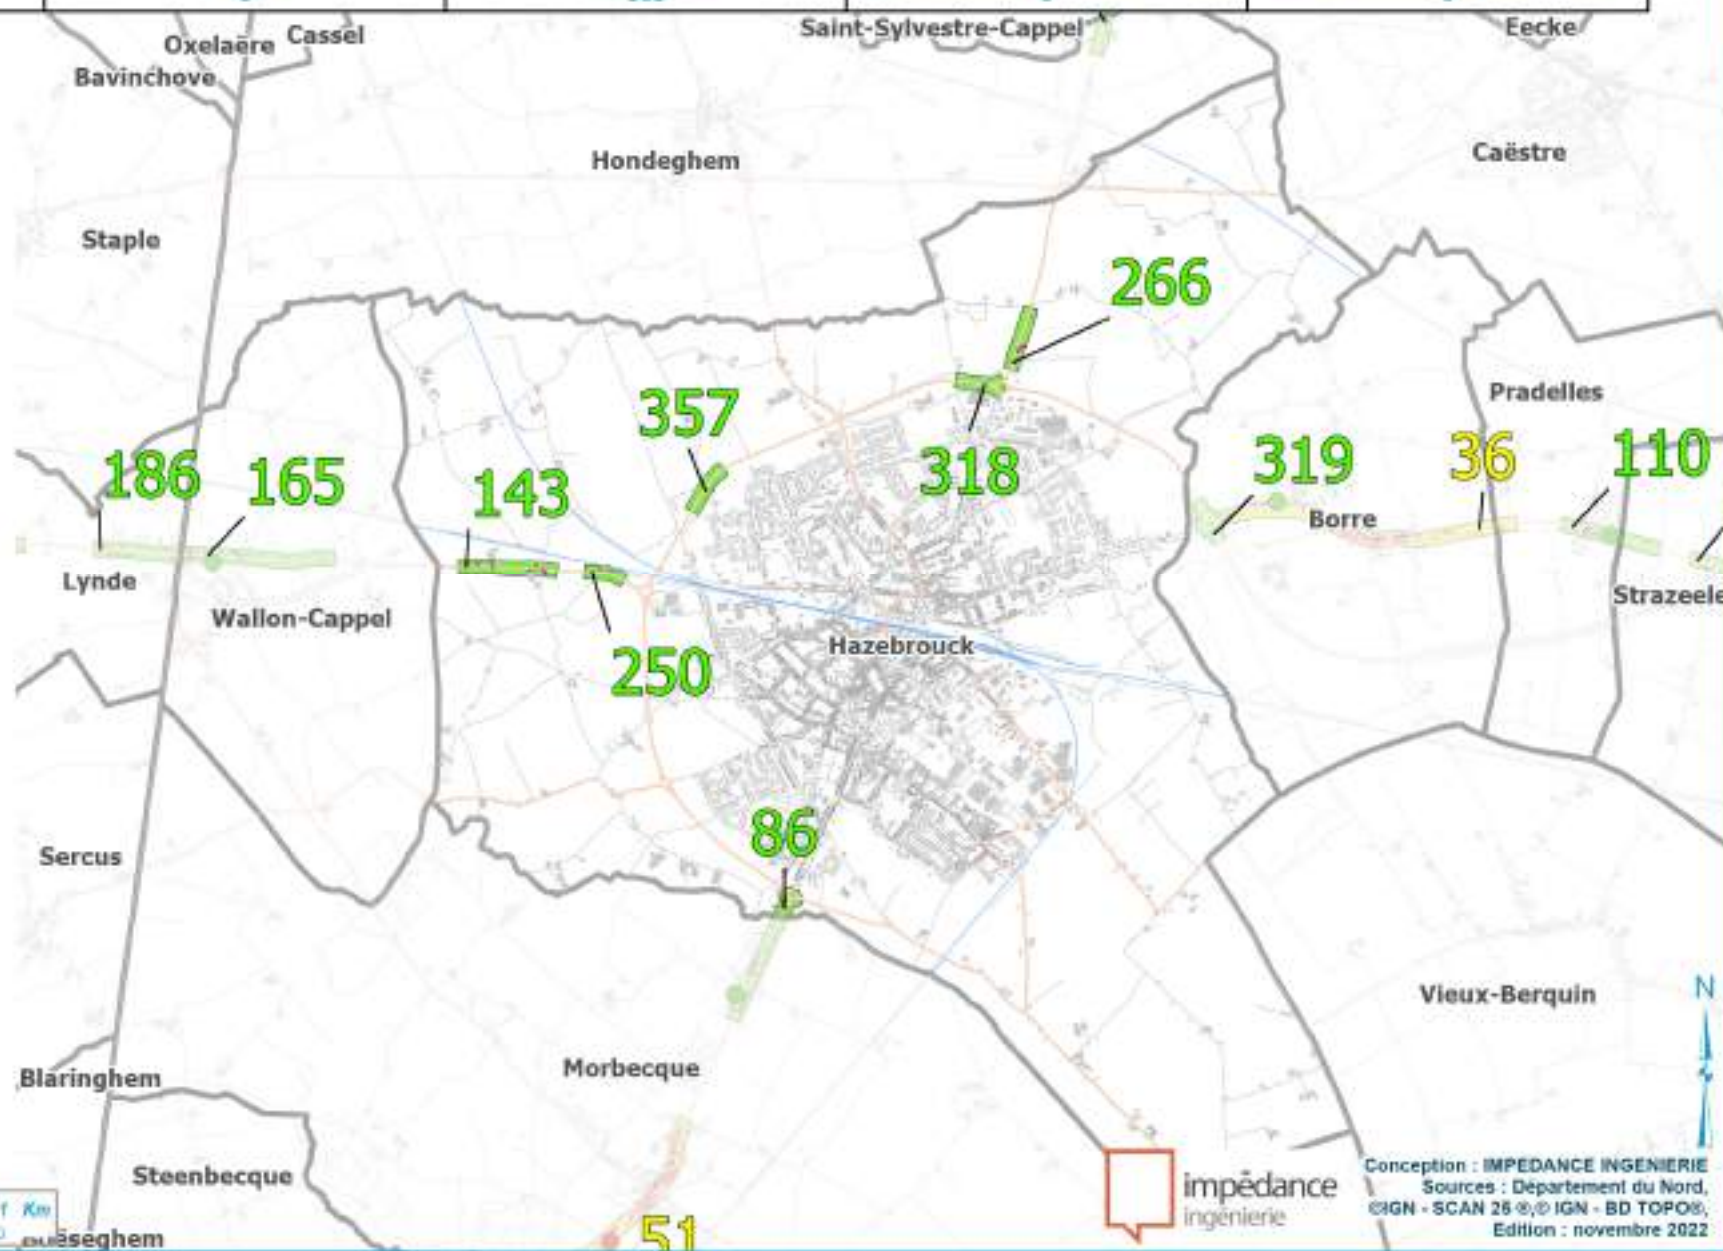 Saint-Sylvestre-Cappel
Eecke
Cassel
Oxelaëre
Bavinchove
Caëstre
Hondeghem
Staple
266
357
Pradelles
186
165
143
318
319
36
110
Borre
Lynde
Wallon-Cappel
Strazeele
Hazebrouck
250
86
Sercus
Vieux-Berquin
N
Morbecque
Blaringhem
Steenbecque
impédance
ingénierie
Conception : IMPEDANCE INGENIERIE
Sources : Département du Nord,
©IGN - SCAN 25 ®,© IGN - BD TOPO®,
Edition : novembre 2022
Km
51